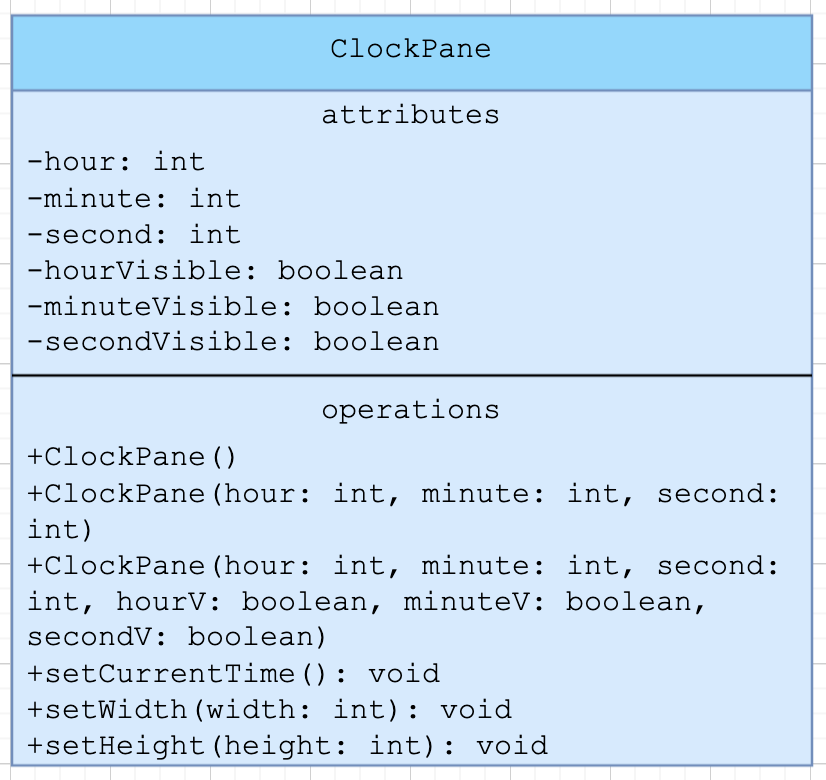 ClockPane
attributes
-hour: int
-minute: int
-second: int
-hourVisible: boolean
-minuteVisible: boolean
-secondVisible: boolean
operations
+ClockPane()
+ClockPane(hour: int, minute: int, second:
int)
+ClockPane(hour: int, minute: int, second:
int, hourV: boolean, minuteV: boolean,
secondV: boolean)
+setCurrentTime(): void
+setWidth(width: int): void
+setHeight(height: int): void